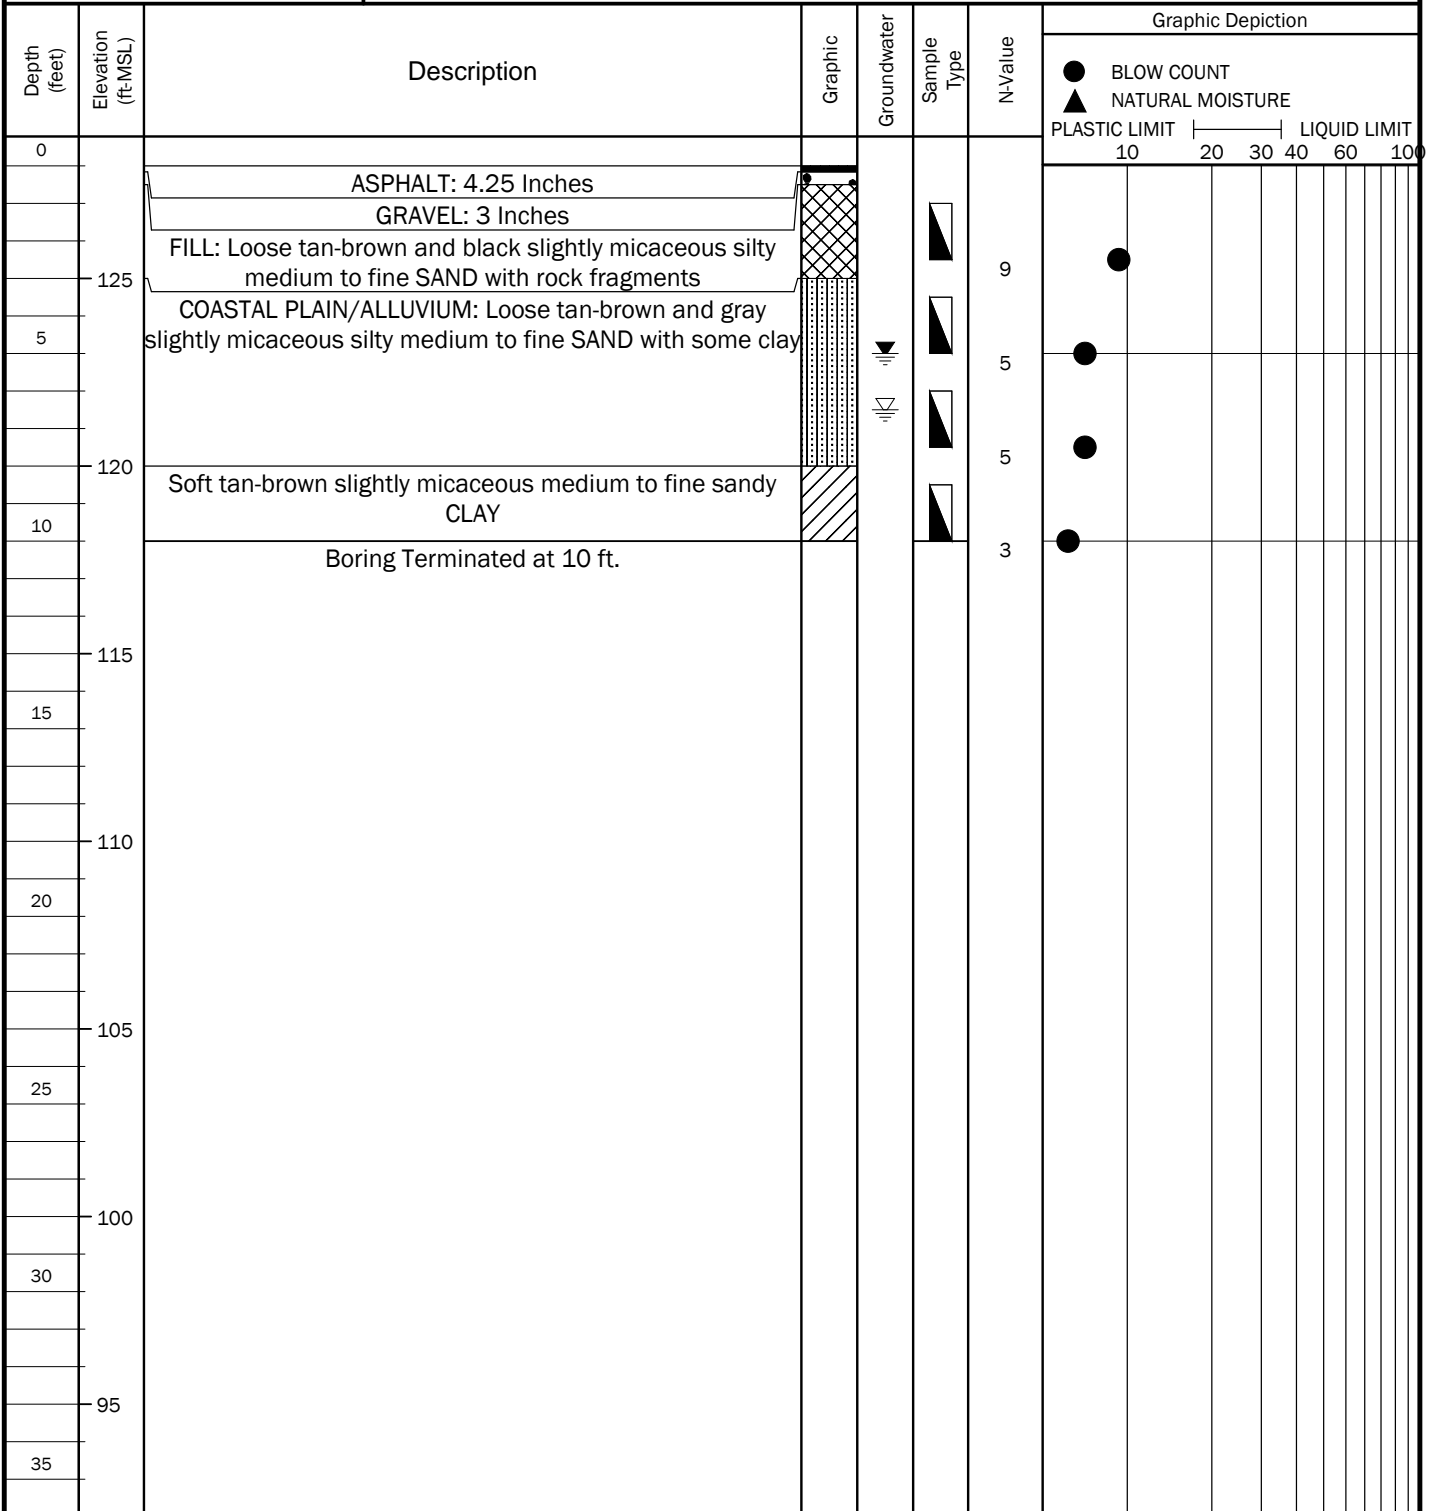 Depth
(feet)
Elevation
(ft-MSL)
Description
Graphic
Groundwater
Sample
Type
N-Value
Graphic Depiction
BLOW COUNT
NATURAL MOISTURE
PLASTIC LIMIT
LIQUID LIMIT
10 20 30 40 60 100
0
ASPHALT: 4.25 Inches
GRAVEL: 3 Inches
FILL: Loose tan-brown and black slightly micaceous silty
medium to fine SAND with rock fragments
9
125
COASTAL PLAIN/ALLUVIUM: Loose tan-brown and gray
5
slightly micaceous silty medium to fine SAND with some clay
5
5
120
Soft tan-brown slightly micaceous medium to fine sandy
CLAY
10
3
Boring Terminated at 10 ft.
115
15
110
20
105
25
100
30
95
35